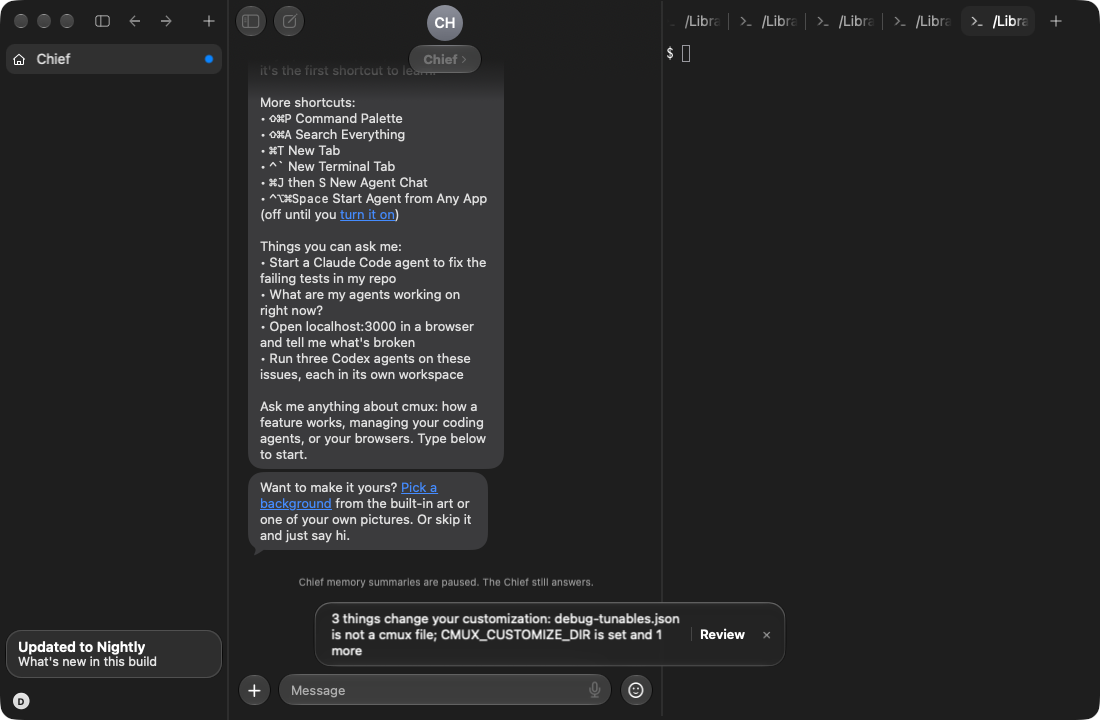 Chief
Updated to Nightly
What's new in this build
D
CH
Chief ›
it's the first shortcut to learn.
More shortcuts:
• ⇧⌘P Command Palette
• ⇧⌘A Search Everything
• ⌘T New Tab
• ^` New Terminal Tab
• ⌘J then S New Agent Chat
• ^⌥⌘Space Start Agent from Any App
(off until you turn it on)
Things you can ask me:
• Start a Claude Code agent to fix the
failing tests in my repo
• What are my agents working on
right now?
• Open localhost:3000 in a browser
and tell me what's broken
• Run three Codex agents on these
issues, each in its own workspace
Ask me anything about cmux: how a
feature works, managing your coding
agents, or your browsers. Type below
to start.
Want to make it yours? Pick a
background from the built-in art or
one of your own pictures. Or skip it
and just say hi.
Chief memory summaries are paused. The Chief still answers.
3 things change your customization: debug-tunables.json
is not a cmux file; CMUX_CUSTOMIZE_DIR is set and 1
more
Review
Message
/Libra /Libra /Libra /Libra /Libra
$